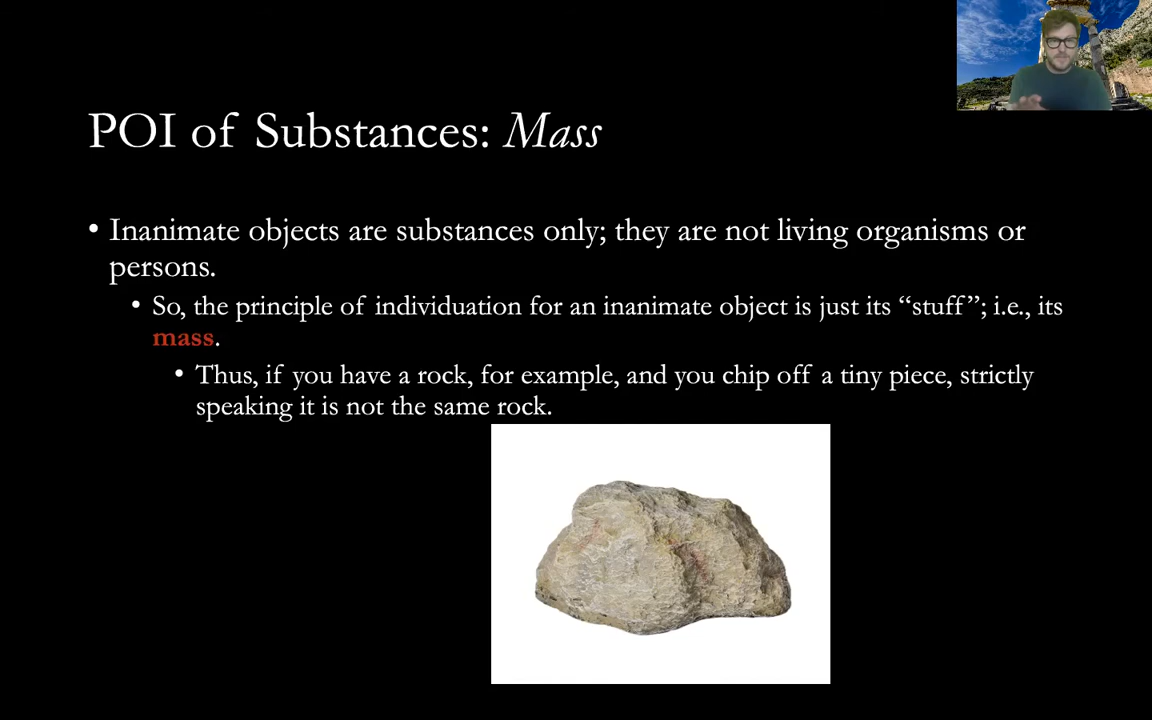 POI of Substances: Mass
• Inanimate objects are substances only; they are not living organisms or
persons.
• So, the principle of individuation for an inanimate object is just its “stuff”; i.e., its
mass.
• Thus, if you have a rock, for example, and you chip off a tiny piece, strictly
speaking it is not the same rock.